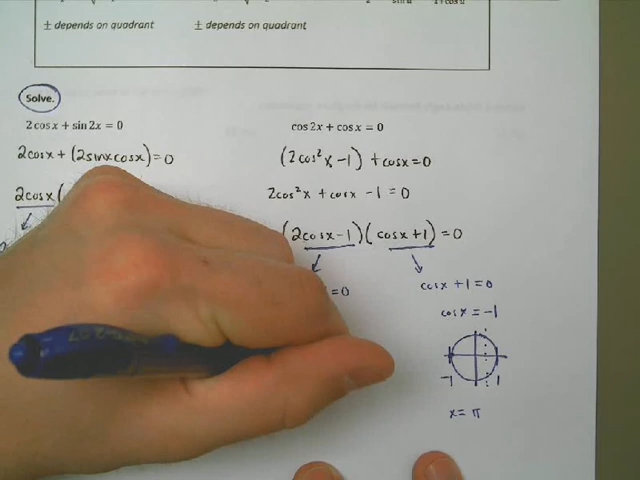 ± depends on quadrant
± depends on quadrant
Solve.
2 cos x + sin 2x = 0
2cosx + (2sinxcosx) = 0
2cosx (
cos 2x + cos x = 0
(2cos²x -1) + cosx = 0
2cos²x + cosx -1 = 0
(2cosx-1)(cosx+1) = 0
= 0
cosx +1 = 0
cosx = -1
-1 1
x = π